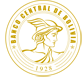 BANCO CENTRAL DE BOLIVIA
1928